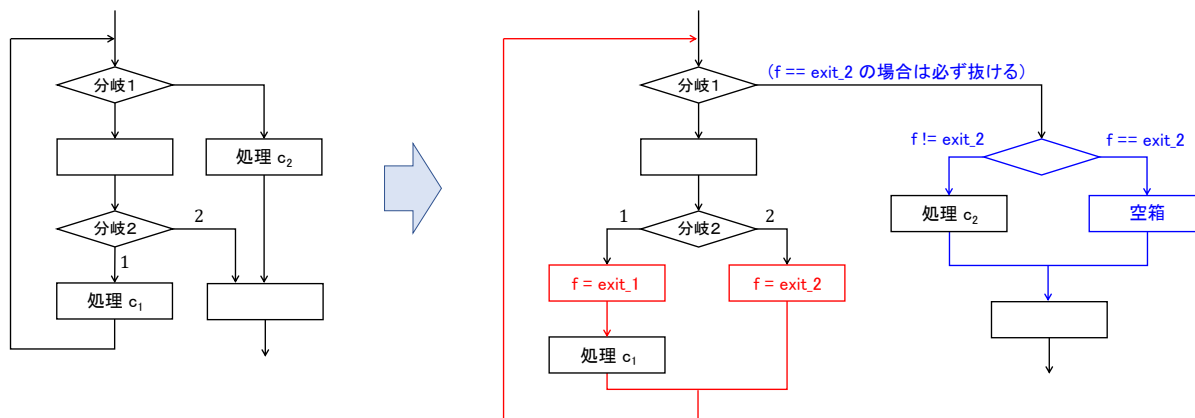 分岐1
処理 c₂
分岐2
2
1
処理 c₁
分岐1
(f == exit_2 の場合は必ず抜ける)
f != exit_2
f == exit_2
処理 c₂
空箱
1
分岐2
2
f = exit_1
f = exit_2
処理 c₁